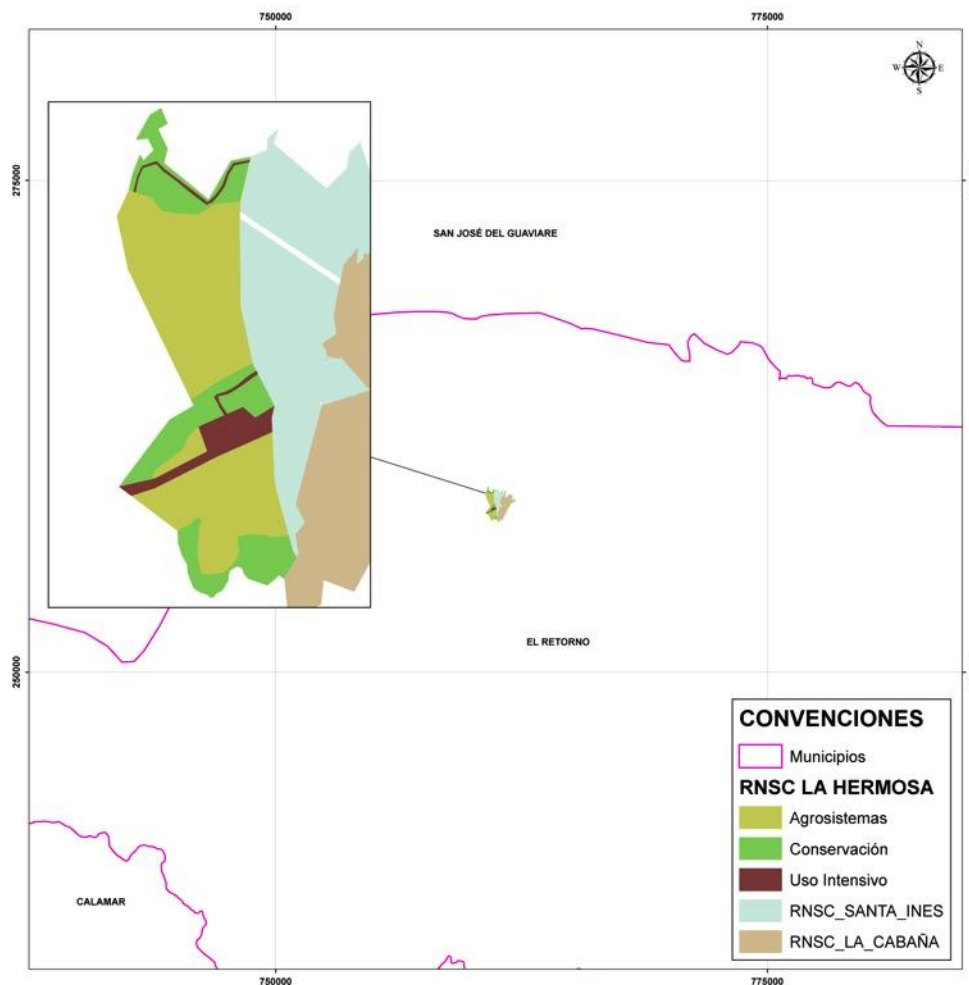 750000
775000
N
W E
S
275000
275000
SAN JOSÉ DEL GUAVIARE
EL RETORNO
250000
CONVENCIONES
Municipios
RNSC LA HERMOSA
Agrosistemas
Conservación
Uso Intensivo
RNSC_SANTA_INES
RNSC_LA_CABAÑA
CALAMAR
750000
775000